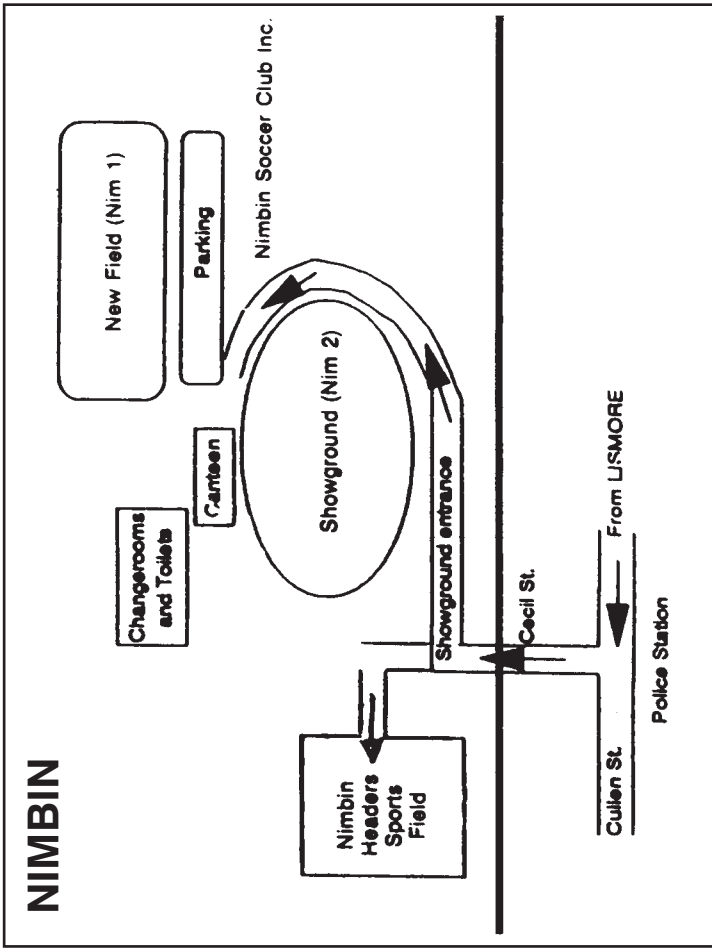 NIMBIN
New Field (Nim 1)
Parking
Nimbin Soccer Club Inc.
Changerooms
and Toilets
Canteen
Showground (Nim 2)
Nimbin
Headers
Sports
Field
Showground entrance
Cecil St.
From LISMORE
Cullen St.
Police Station